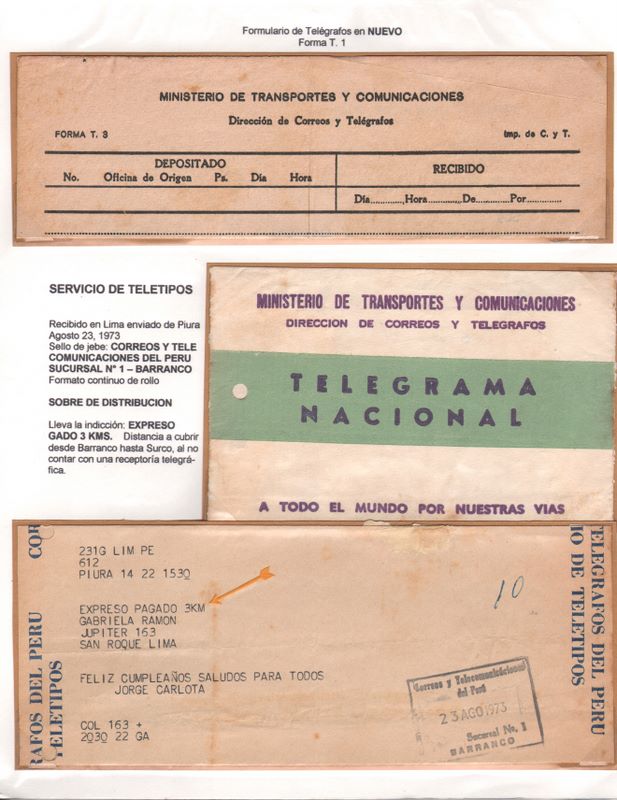 Formulario de Telégrafos en NUEVO
Forma T. 1
MINISTERIO DE TRANSPORTES Y COMUNICACIONES
Dirección de Correos y Telégrafos
FORMA T. 3
Imp. de C. y T.
DEPOSITADO
No. Oficina de Origen Ps. Día Hora
RECIBIDO
Día............,Hora............De..........Por............
SERVICIO DE TELETIPOS
Recibido en Lima enviado de Piura
Agosto 23, 1973
Sello de jebe: CORREOS Y TELE
COMUNICACIONES DEL PERU
SUCURSAL N° 1 – BARRANCO
Formato continuo de rollo
SOBRE DE DISTRIBUCION
Lleva la indicción: EXPRESO
GADO 3 KMS. Distancia a cubrir
desde Barranco hasta Surco, al no
contar con una receptoría telegrá-
fica.
MINISTERIO DE TRANSPORTES Y COMUNICACIONES
DIRECCION DE CORREOS Y TELEGRAFOS
TELEGRAMA
NACIONAL
A TODO EL MUNDO POR NUESTRAS VIAS
COR
RAFOS DEL PERU
TELETIPOS
231G LIM PE
612
PIURA 14 22 1530
EXPRESO PAGADO 3KM
GABRIELA RAMON
JUPITER 163
SAN ROQUE LIMA
FELIZ CUMPLEAÑOS SALUDOS PARA TODOS
JORGE CARLOTA
COL 163 +
2030 22 GA
10
Correos y Telecomunicaciones
del Perú
23 AGO 1973
Sucursal No. 1
BARRANCO
TELEGRAFOS DEL PERU
IO DE TELETIPOS